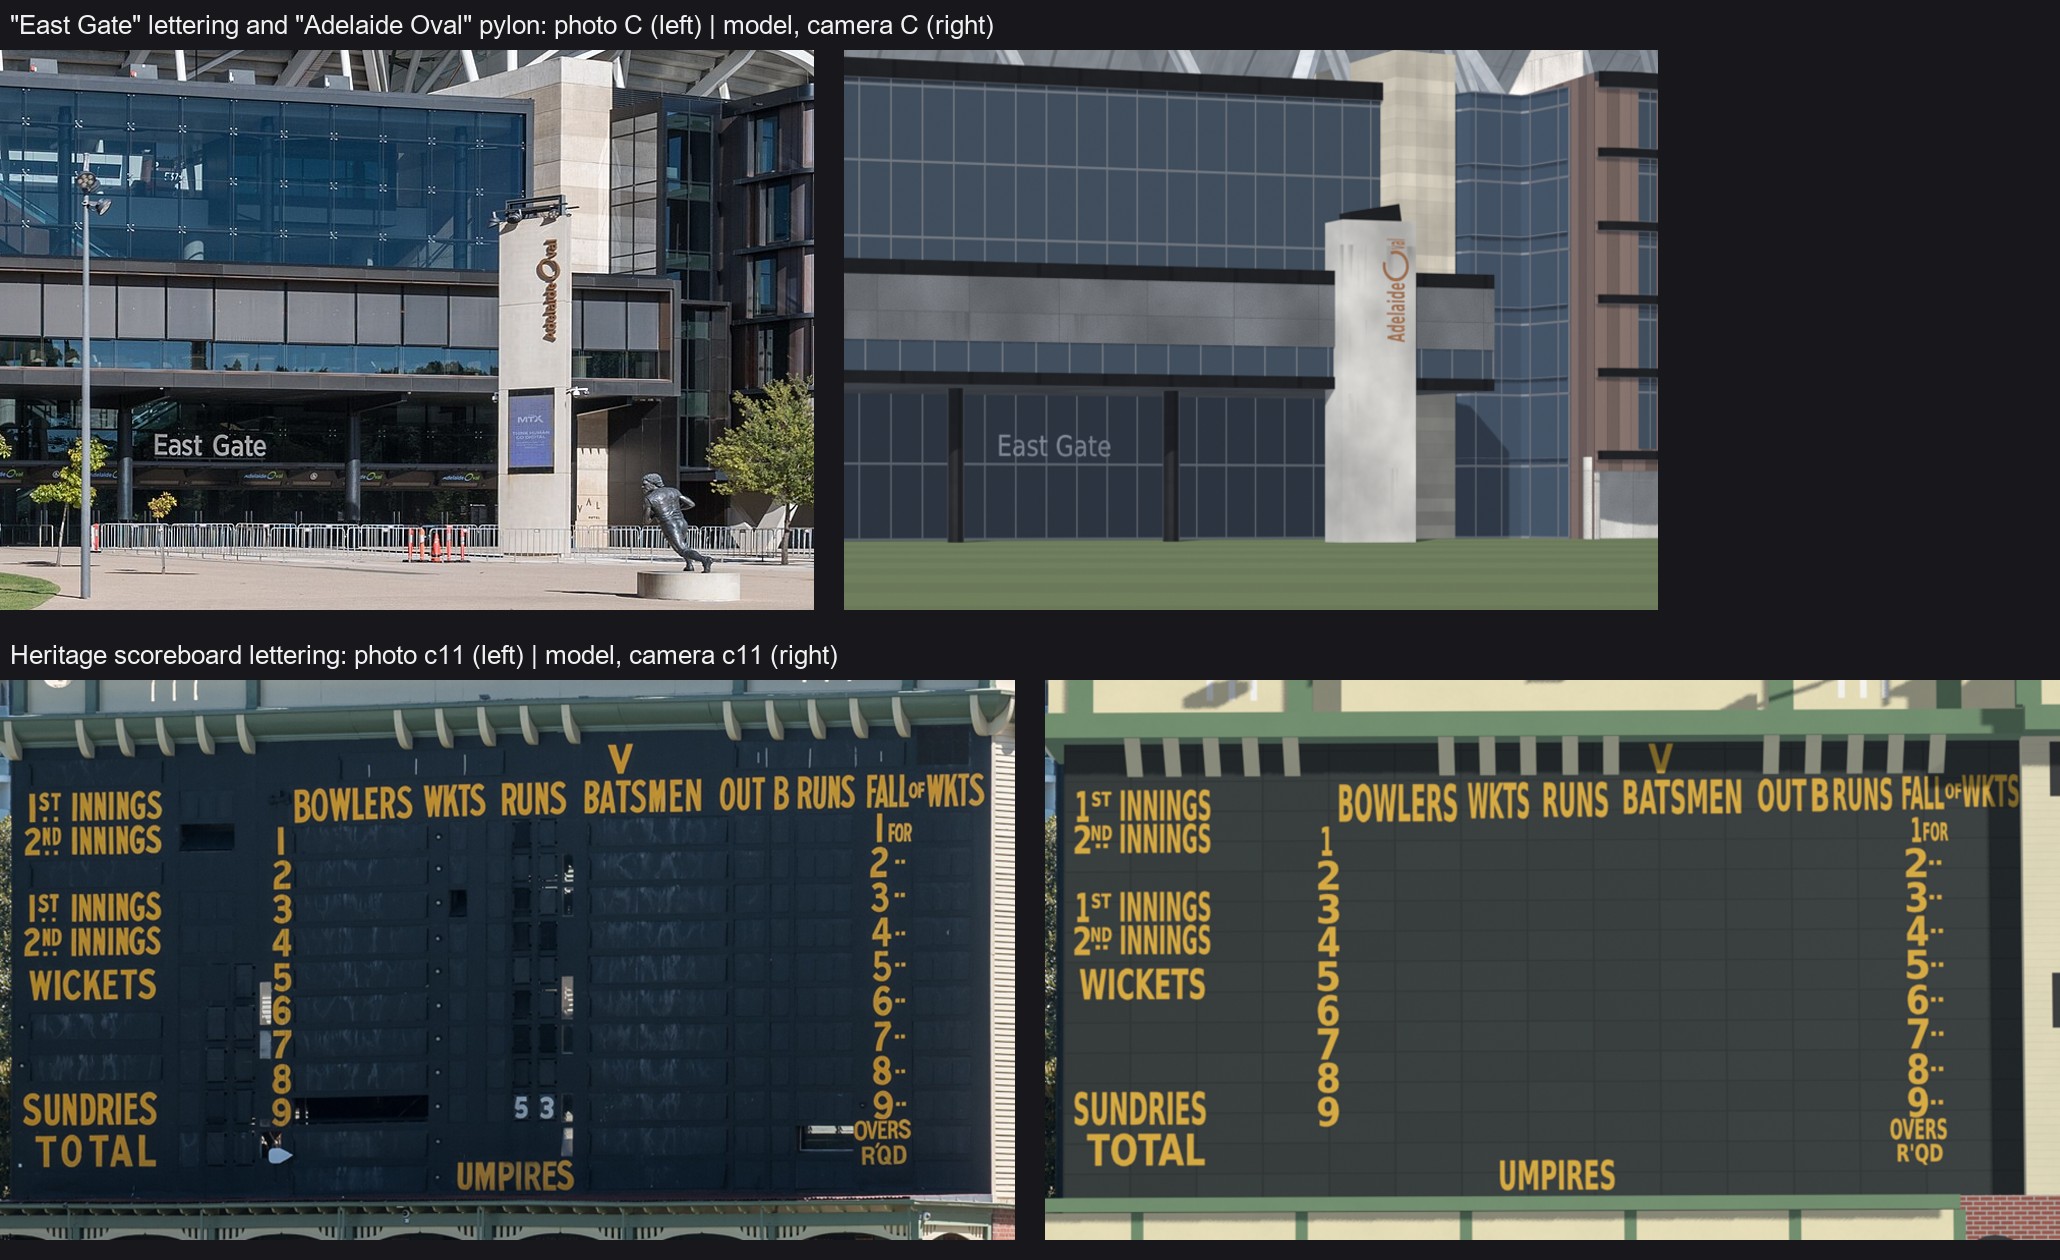 "East Gate" lettering and "Adelaide Oval" pylon: photo C (left) | model, camera C (right)
Adelaide Oval
MTX
East Gate
adelaide Oval
adelaide Oval
Adelaide Oval
East Gate
Heritage scoreboard lettering: photo c11 (left) | model, camera c11 (right)
V
BOWLERS WKTS RUNS BATSMEN OUT B RUNS FALL OF WKTS
1ST INNINGS
2ND INNINGS
1ST INNINGS
2ND INNINGS
WICKETS
SUNDRIES
TOTAL
1
2
3
4
5
6
7
8
9
5 3
UMPIRES
1 FOR
2 ..
3 ..
4 ..
5 ..
6 ..
7 ..
8 ..
9 ..
OVERS
R'QD
V
BOWLERS WKTS RUNS BATSMEN OUT B RUNS FALL OF WKTS
1ST INNINGS
2ND INNINGS
1ST INNINGS
2ND INNINGS
WICKETS
SUNDRIES
TOTAL
1
2
3
4
5
6
7
8
9
UMPIRES
1 FOR
2 ..
3 ..
4 ..
5 ..
6 ..
7 ..
8 ..
9 ..
OVERS
R'QD